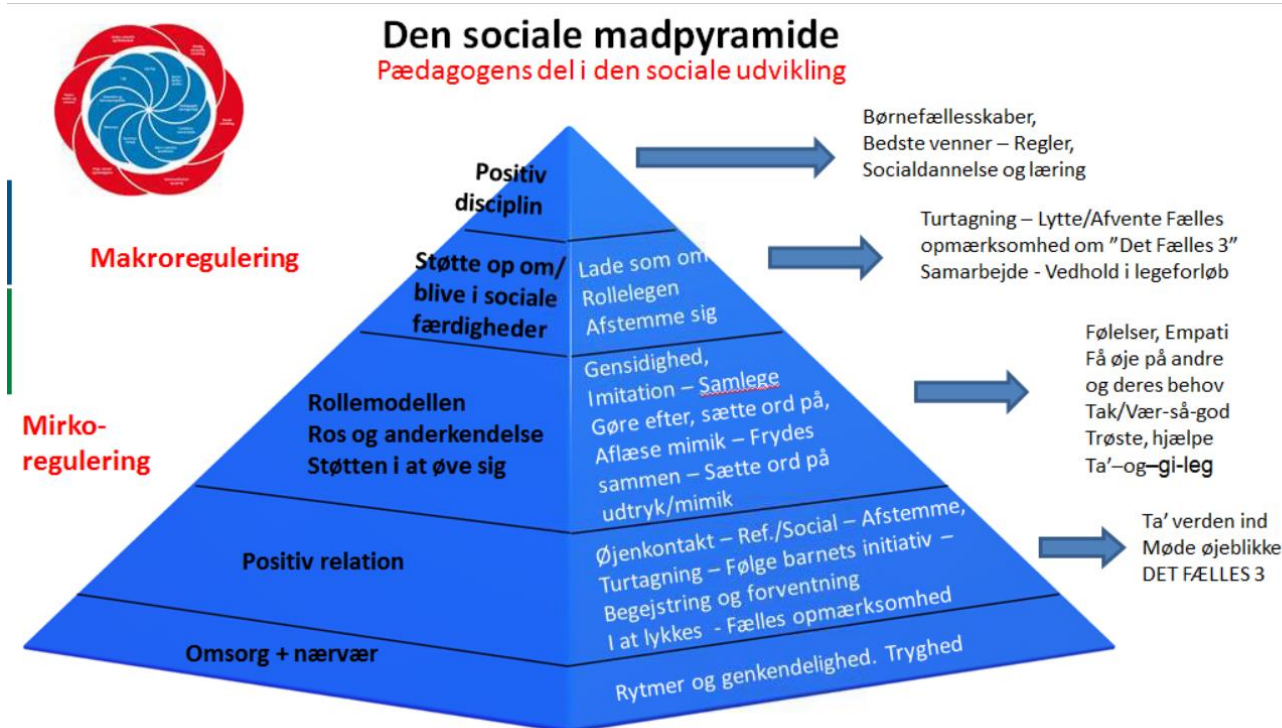 Den sociale madpyramide
Pædagogens del i den sociale udvikling
Børnefællesskaber,
Bedste venner – Regler,
Socialdannelse og læring
Positiv
disciplin
Makroregulering
Turtagning – Lytte/Afvente Fælles
opmærksomhed om ”Det Fælles 3”
Samarbejde - Vedhold i legeforløb
Støtte op om/
blive i sociale
færdigheder
Lade som om
Rollelegen
Afstemme sig
Følelser, Empati
Få øje på andre
og deres behov
Tak/Vær-så-god
Trøste, hjælpe
Ta’–og–gi-leg
Mirko-
regulering
Rollemodellen
Ros og anderkendelse
Støtten i at øve sig
Gensidighed,
Imitation – Samlege
Gøre efter, sætte ord på,
Aflæse mimik – Frydes
sammen – Sætte ord på
udtryk/mimik
Ta’ verden ind
Møde øjeblikke
DET FÆLLES 3
Positiv relation
Øjenkontakt – Ref./Social – Afstemme,
Turtagning – Følge barnets initiativ –
Begejstring og forventning
I at lykkes - Fælles opmærksomhed
Omsorg + nærvær
Rytmer og genkendelighed. Tryghed